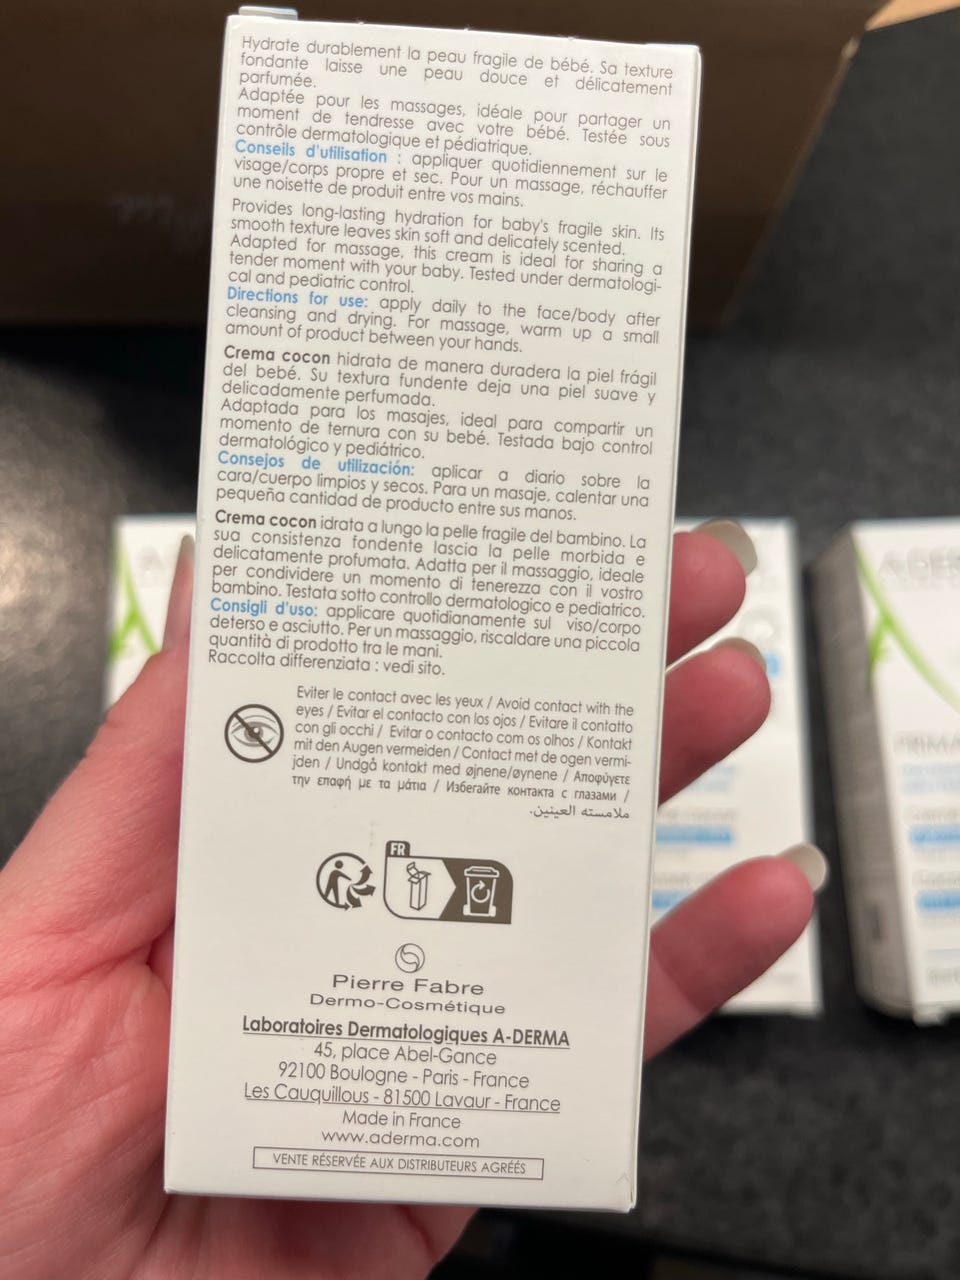 Hydrate durablement la peau fragile de bébé. Sa texture
fondante laisse une peau douce et délicatement
parfumée.
Adaptée pour les massages, idéale pour partager un
moment de tendresse avec votre bébé. Testée sous
contrôle dermatologique et pédiatrique.
Conseils d'utilisation : appliquer quotidiennement sur le
visage/corps propre et sec. Pour un massage, réchauffer
une noisette de produit entre vos mains.
Provides long-lasting hydration for baby's fragile skin. Its
smooth texture leaves skin soft and delicately scented.
Adapted for massage, this cream is ideal for sharing a
tender moment with your baby. Tested under dermatologi-
cal and pediatric control.
Directions for use: apply daily to the face/body after
cleansing and drying. For massage, warm up a small
amount of product between your hands.
Crema cocon hidrata de manera duradera la piel frágil
del bebé. Su textura fundente deja una piel suave y
delicadamente perfumada.
Adaptada para los masajes, ideal para compartir un
momento de ternura con su bebé. Testada bajo control
dermatológico y pediátrico.
Consejos de utilización: aplicar a diario sobre la
cara/cuerpo limpios y secos. Para un masaje, calentar una
pequeña cantidad de producto entre sus manos.
Crema cocon idrata a lungo la pelle fragile del bambino. La
sua consistenza fondente lascia la pelle morbida e
delicatamente profumata. Adatta per il massaggio, ideale
per condividere un momento di tenerezza con il vostro
bambino. Testata sotto controllo dermatologico e pediatrico.
Consigli d'uso: applicare quotidianamente sul viso/corpo
deterso e asciutto. Per un massaggio, riscaldare una piccola
quantità di prodotto tra le mani.
Raccolta differenziata : vedi sito.
Eviter le contact avec les yeux / Avoid contact with the
eyes / Evitar el contacto con los ojos / Evitare il contatto
con gli occhi / Evitar o contacto com os olhos / Kontakt
mit den Augen vermeiden / Contact met de ogen vermi-
jden / Undgå kontakt med øjnene/øynene / Αποφύγετε
την επαφή με τα μάτια / Избегайте контакта с глазами /
ملامسته العينين.
FR
Pierre Fabre
Dermo-Cosmétique
Laboratoires Dermatologiques A-DERMA
45, place Abel-Gance
92100 Boulogne - Paris - France
Les Cauquillous - 81500 Lavaur - France
Made in France
www.aderma.com
VENTE RÉSERVÉE AUX DISTRIBUTEURS AGRÉÉS
ADER
PRIMA